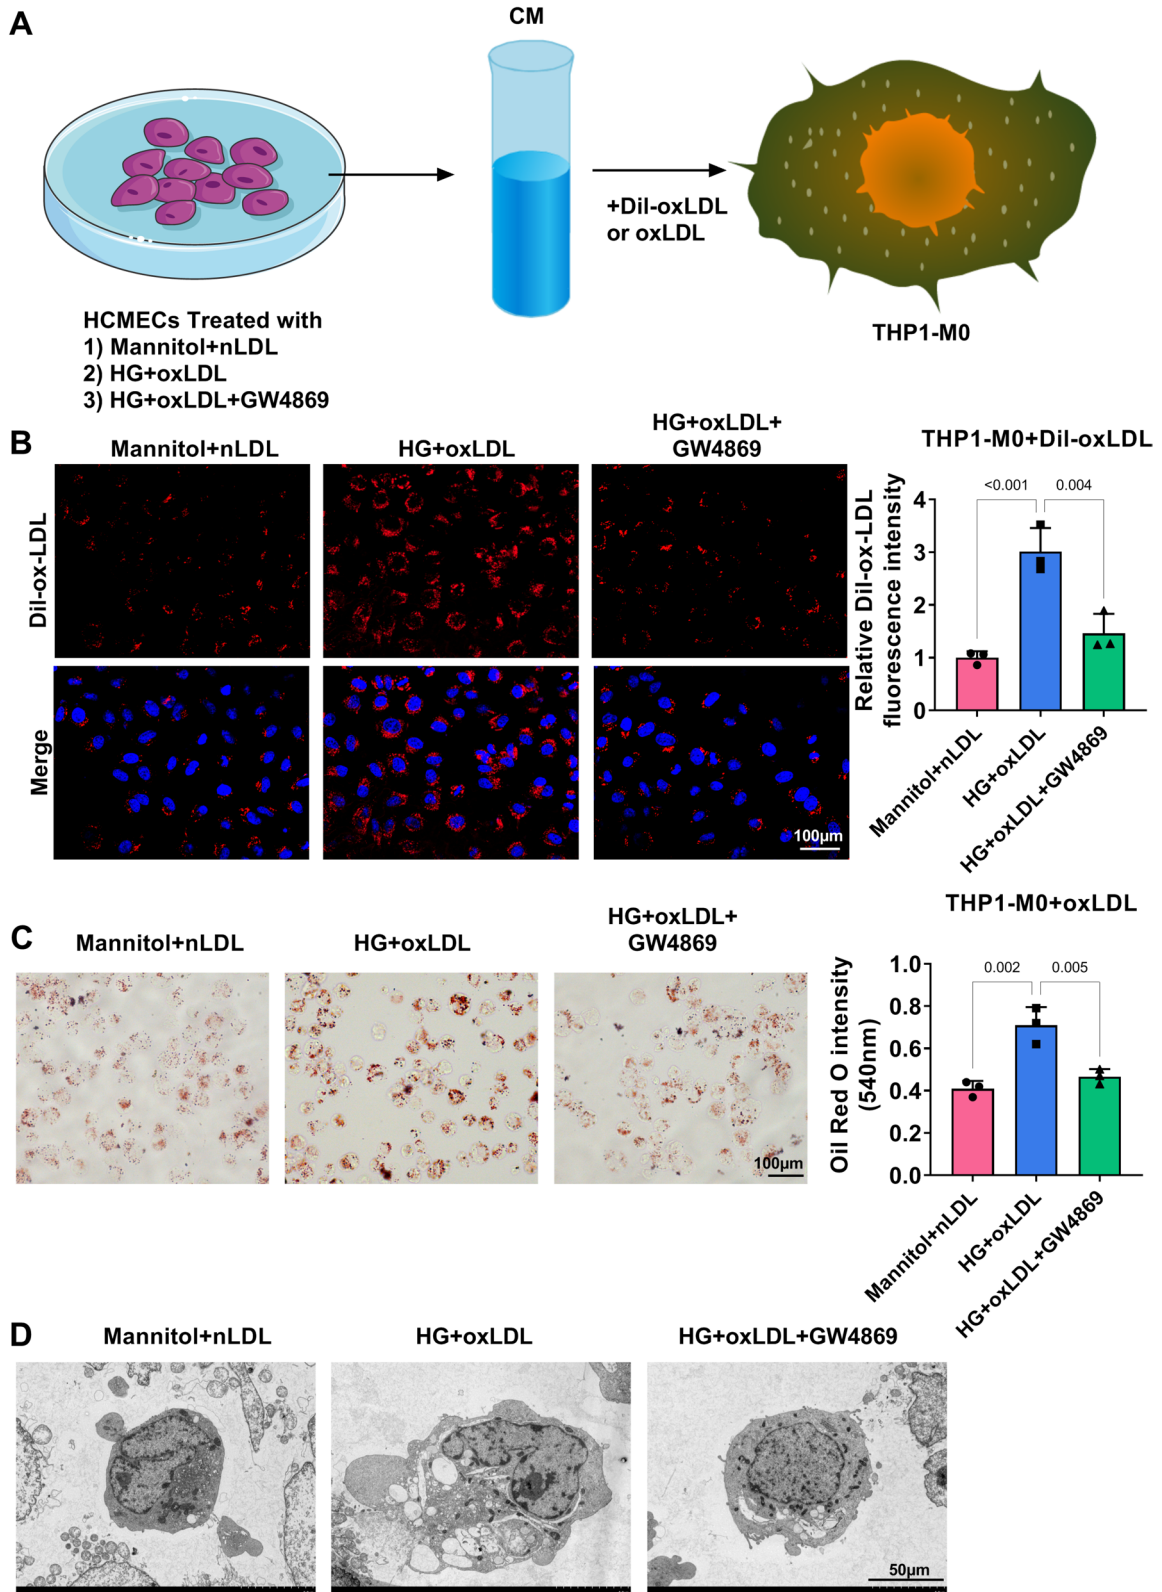 A
CM
+Dil-oxLDL
or oxLDL
HCMECs Treated with
1) Mannitol+nLDL
2) HG+oxLDL
3) HG+oxLDL+GW4869
THP1-M0
B
Mannitol+nLDL
HG+oxLDL
HG+oxLDL+
GW4869
Dil-ox-LDL
Merge
100μm
THP1-M0+Dil-oxLDL
Relative Dil-ox-LDL
fluorescence intensity
<0.001
0.004
4
3
2
1
0
Mannitol+nLDL
HG+oxLDL
HG+oxLDL+GW4869
C
Mannitol+nLDL
HG+oxLDL
HG+oxLDL+
GW4869
100μm
THP1-M0+oxLDL
Oil Red O intensity
(540nm)
0.002
0.005
1.0
0.8
0.6
0.4
0.2
0.0
Mannitol+nLDL
HG+oxLDL
HG+oxLDL+GW4869
D
Mannitol+nLDL
HG+oxLDL
HG+oxLDL+GW4869
50μm